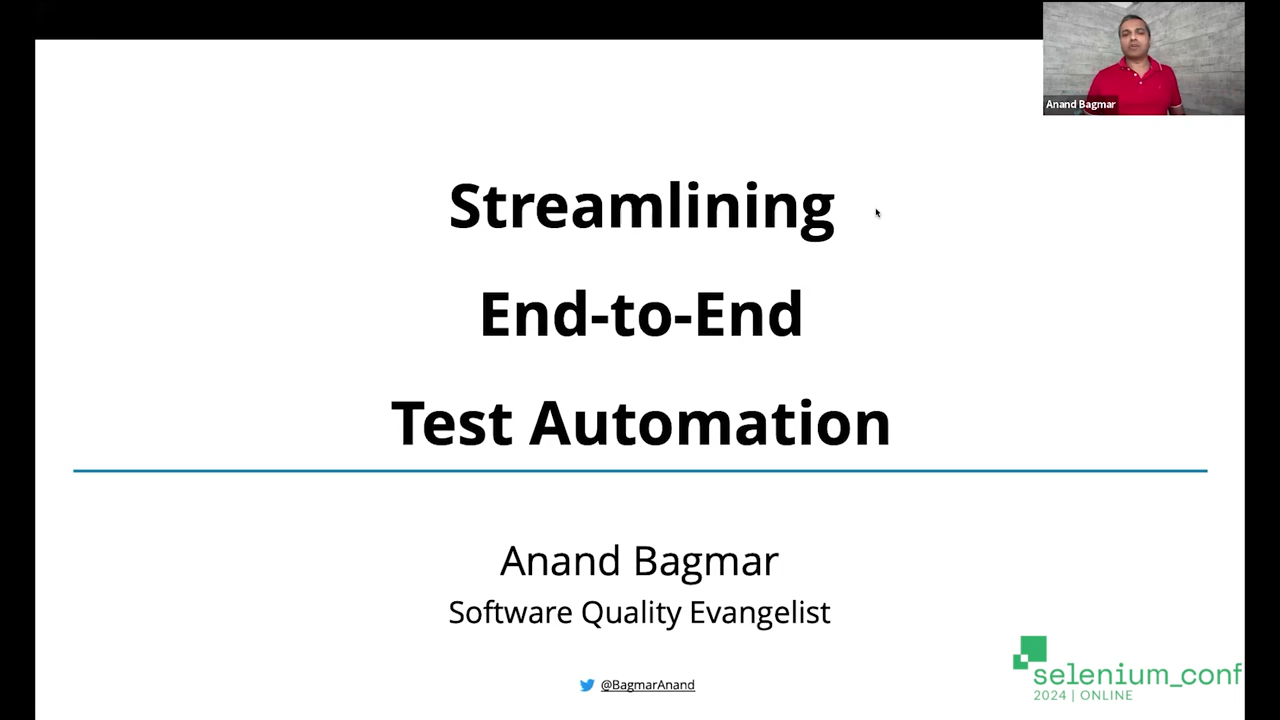 Anand Bagmar
Streamlining
End-to-End
Test Automation
Anand Bagmar
Software Quality Evangelist
@BagmarAnand
selenium_conf
2024 | ONLINE